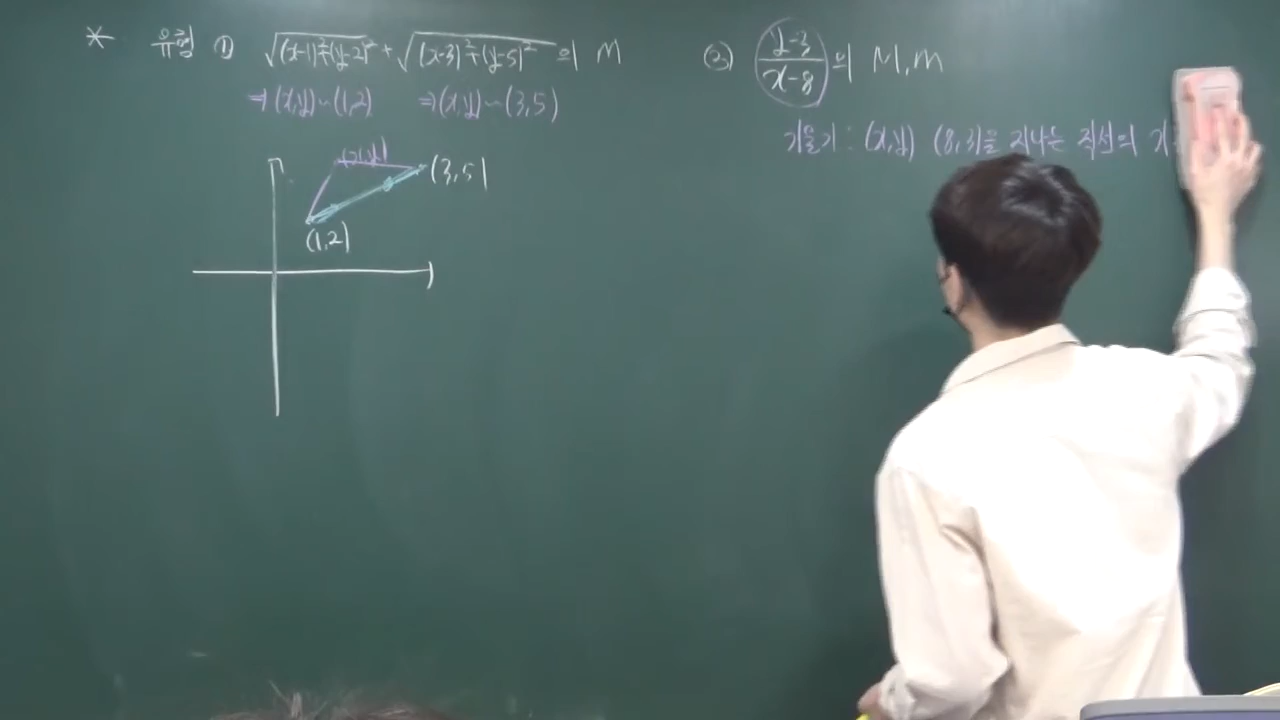 * 유형 ① √(x-1)²+(y-2)² + √(x-3)²+(y-5)² 의 m
⇒(x,y)~(1,2) ⇒(x,y)~(3,5)
(x,y)
(3,5)
(1,2)
② y-3/x-8 의 M,m
기울기 : (x,y) (8,3)을 지나는 직선의